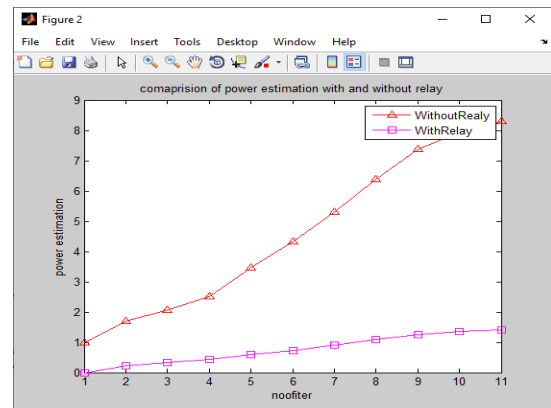 Figure 2
File Edit View Insert Tools Desktop Window Help
comaprision of power estimation with and without relay
WithoutRealy
WithRelay
power estimation
9
8
7
6
5
4
3
2
1
0
1 2 3 4 5 6 7 8 9 10 11
noofiter